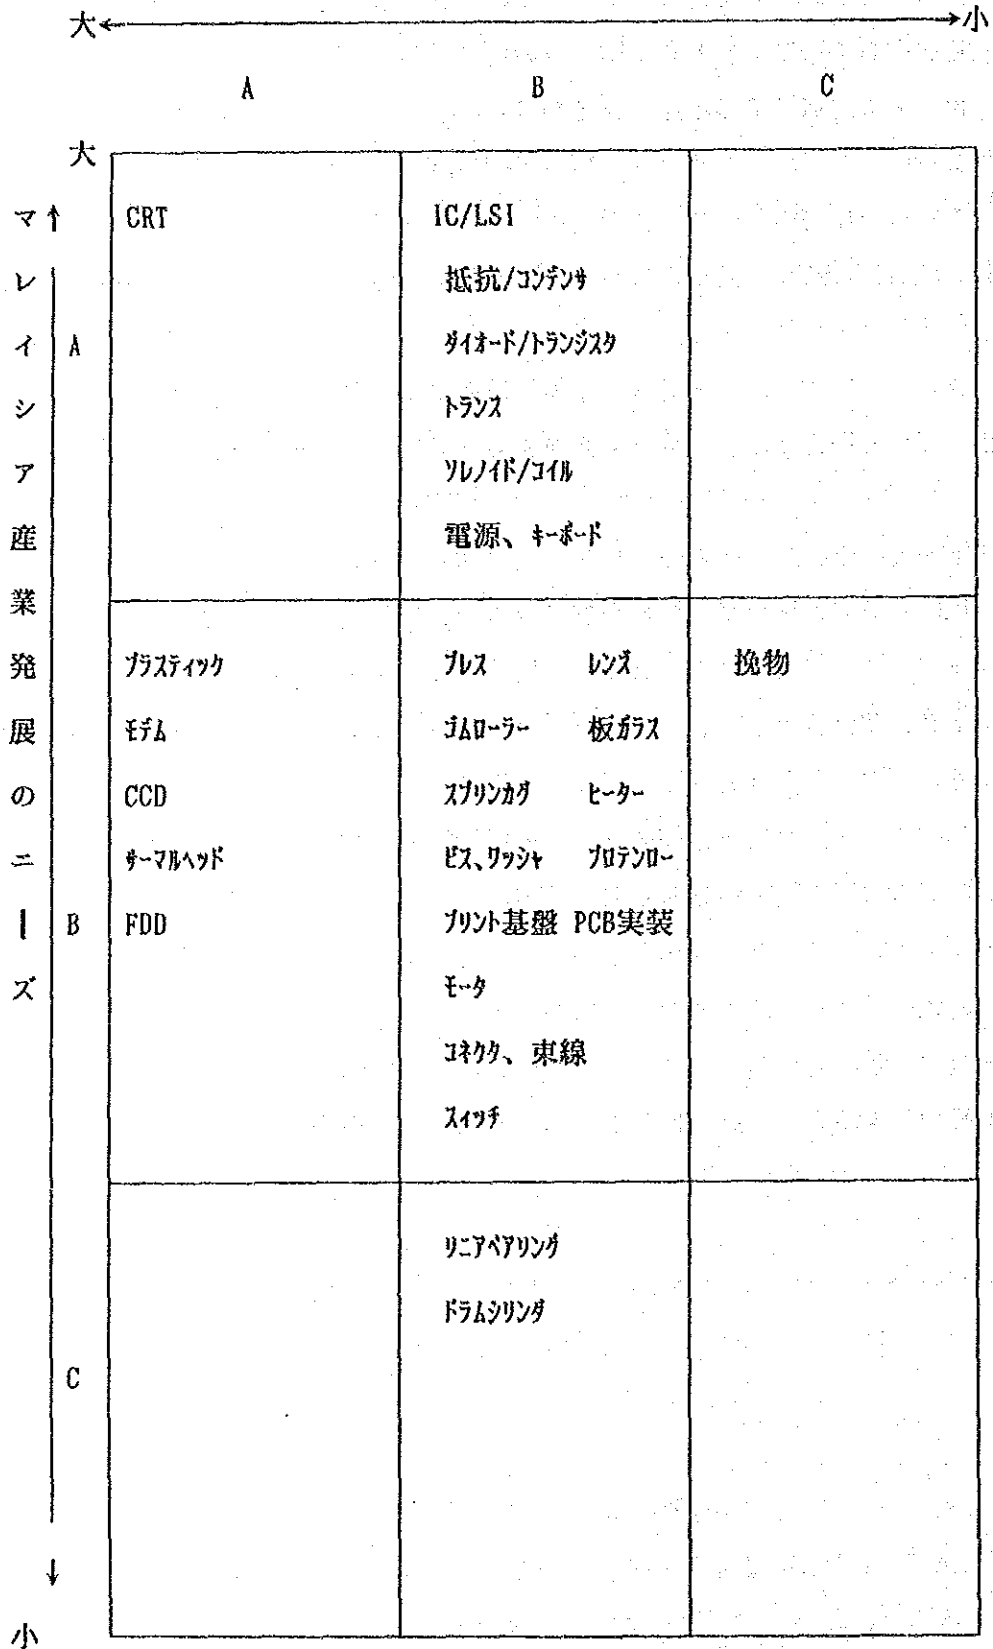 大 小
A B C
大
マレイシア産業発展のニーズ
A
CRT
IC/LSI
抵抗/コンデンサ
ダイオード/トランジスタ
トランス
ソレノイド/コイル
電源、キーボード
B
プラスティック
モデム
CCD
サーマルヘッド
FDD
プレス レンズ
ゴムローラー 板ガラス
スプリンカグ ヒーター
ビス、ワッシャ プロテンロー
プリント基盤 PCB実装
モータ
コネクタ、束線
スィッチ
挽物
C
リニアベアリング
ドラムシリンダ
小